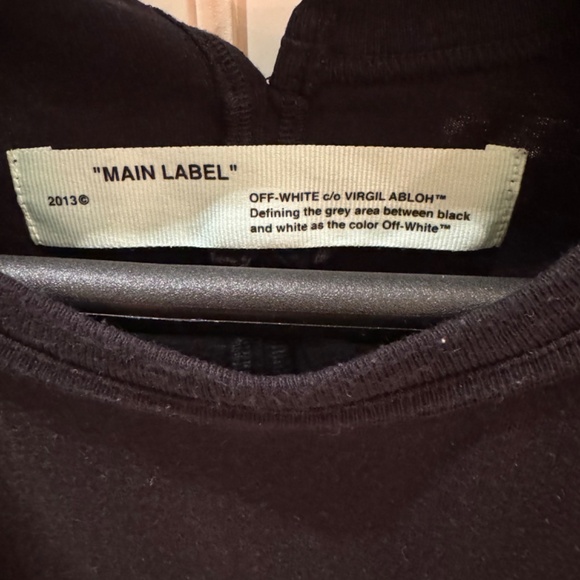 "MAIN LABEL"
2013©
OFF-WHITE c/o VIRGIL ABLOH™
Defining the grey area between black
and white as the color Off-White™